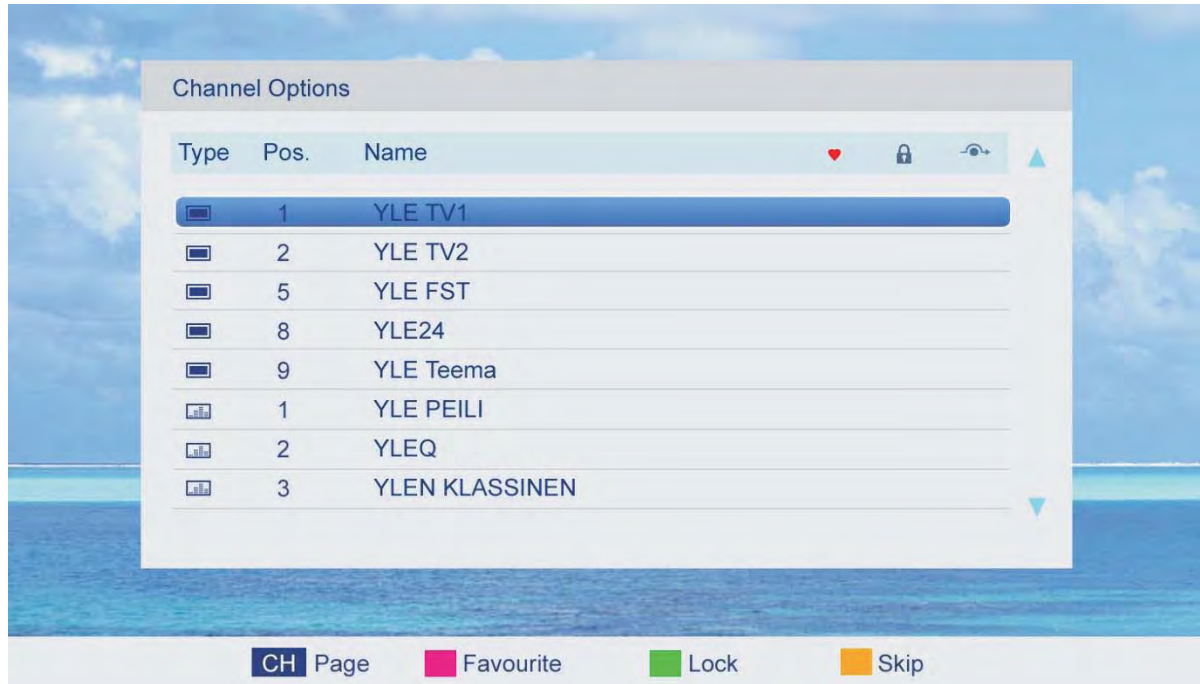 Channel Options
Type Pos. Name
1 YLE TV1
2 YLE TV2
5 YLE FST
8 YLE24
9 YLE Teema
1 YLE PEILI
2 YLEQ
3 YLEN KLASSINEN
CH Page Favourite Lock Skip